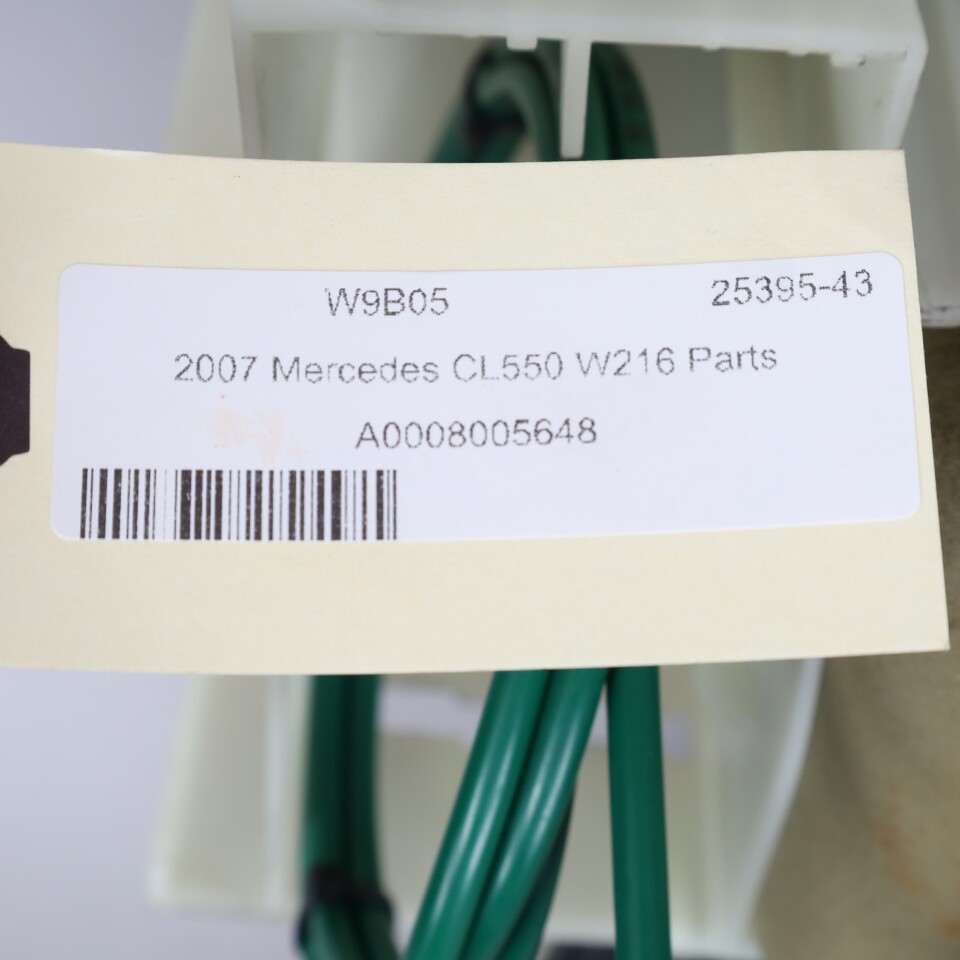 W9B05 25395-43
2007 Mercedes CL550 W216 Parts
A0008005648